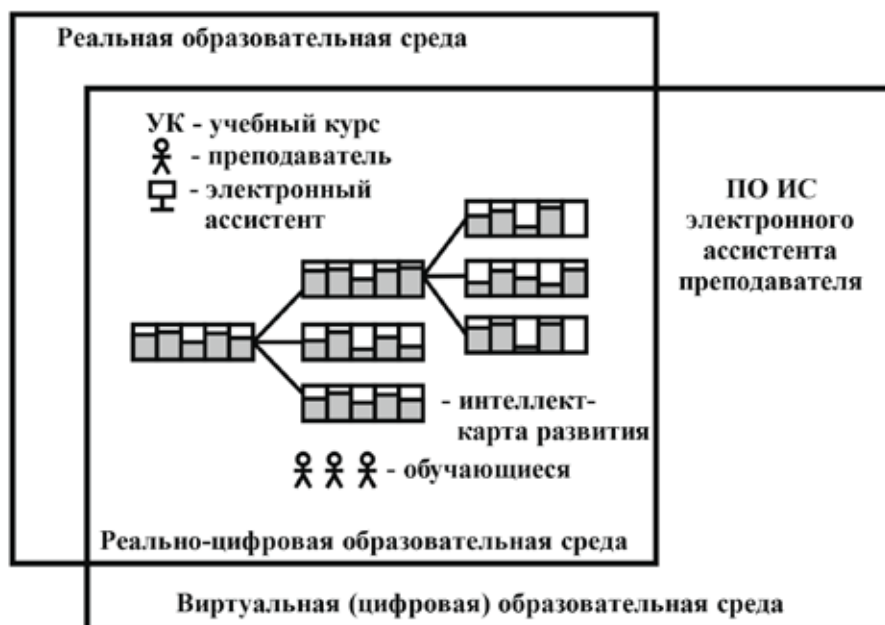 Реальная образовательная среда
УК - учебный курс
- преподаватель
- электронный
ассистент
ПО ИС
электронного
ассистента
преподавателя
- интеллект-
карта развития
- обучающиеся
Реально-цифровая образовательная среда
Виртуальная (цифровая) образовательная среда